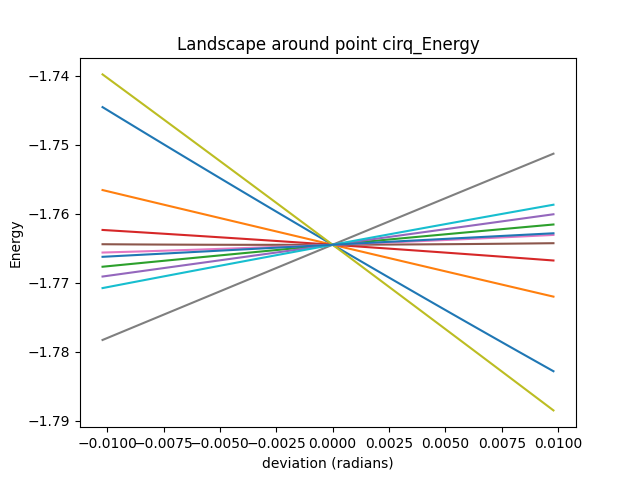 Landscape around point cirq_Energy
−1.74
−1.75
−1.76
−1.77
−1.78
−1.79
Energy
−0.0100 −0.0075 −0.0050 −0.0025 0.0000 0.0025 0.0050 0.0075 0.0100
deviation (radians)